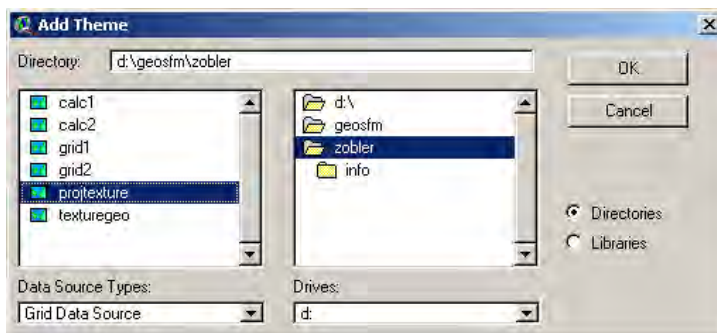 Add Theme
Directory: d:\geosfm\zobler
OK
Cancel
calc1
calc2
grid1
grid2
projtexture
texturegeo
d:\
geosfm
zobler
info
Directories
Libraries
Data Source Types:
Grid Data Source
Drives:
d: